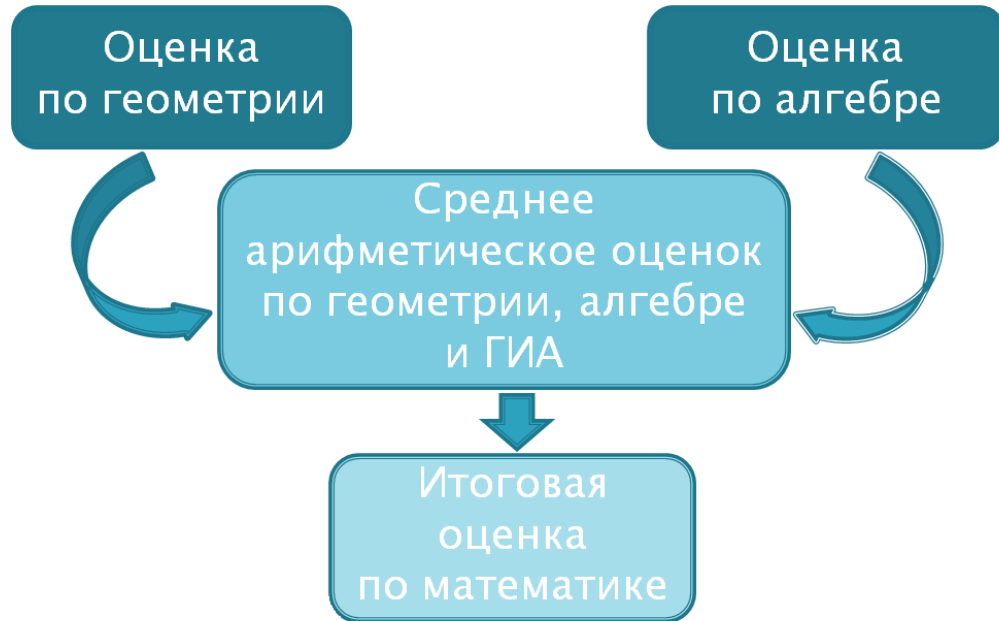 Оценка
по геометрии
Оценка
по алгебре
Среднее
арифметическое оценок
по геометрии, алгебре
и ГИА
Итоговая
оценка
по математике